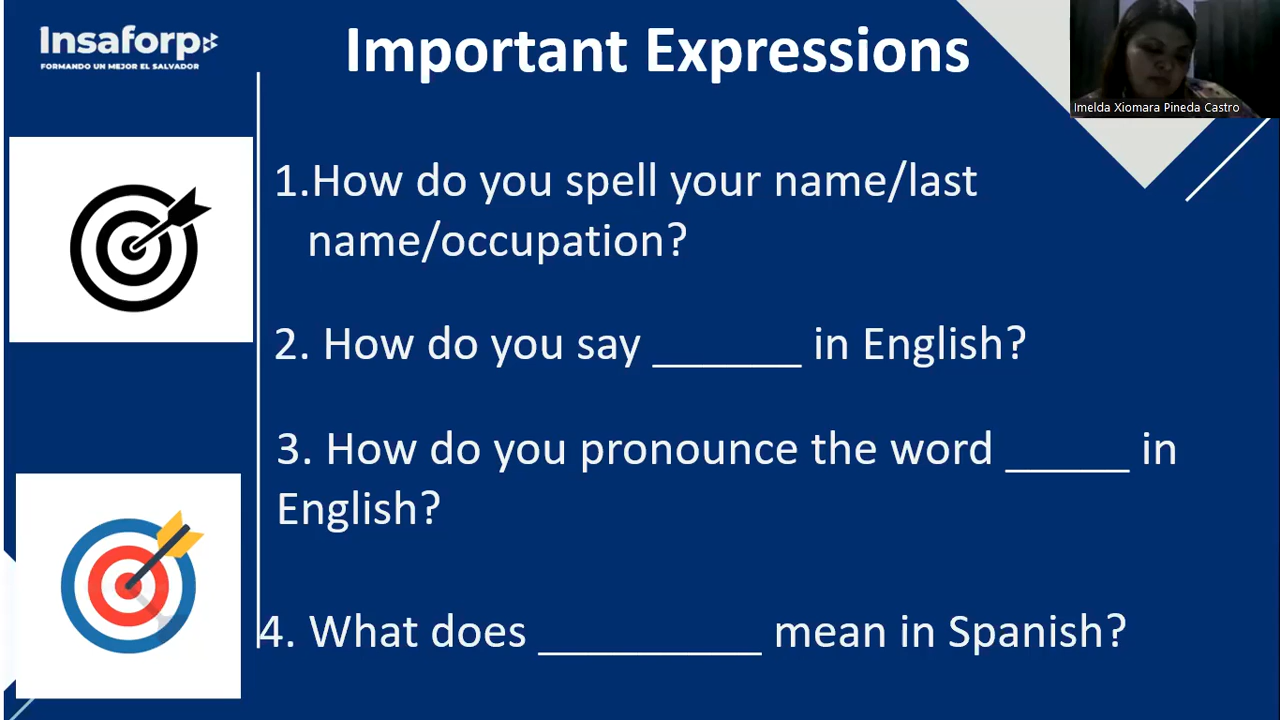 Insaforp
FORMANDO UN MEJOR EL SALVADOR
Important Expressions
Imelda Xiomara Pineda Castro
1.How do you spell your name/last
name/occupation?
2. How do you say ______ in English?
3. How do you pronounce the word _____ in
English?
4. What does _________ mean in Spanish?